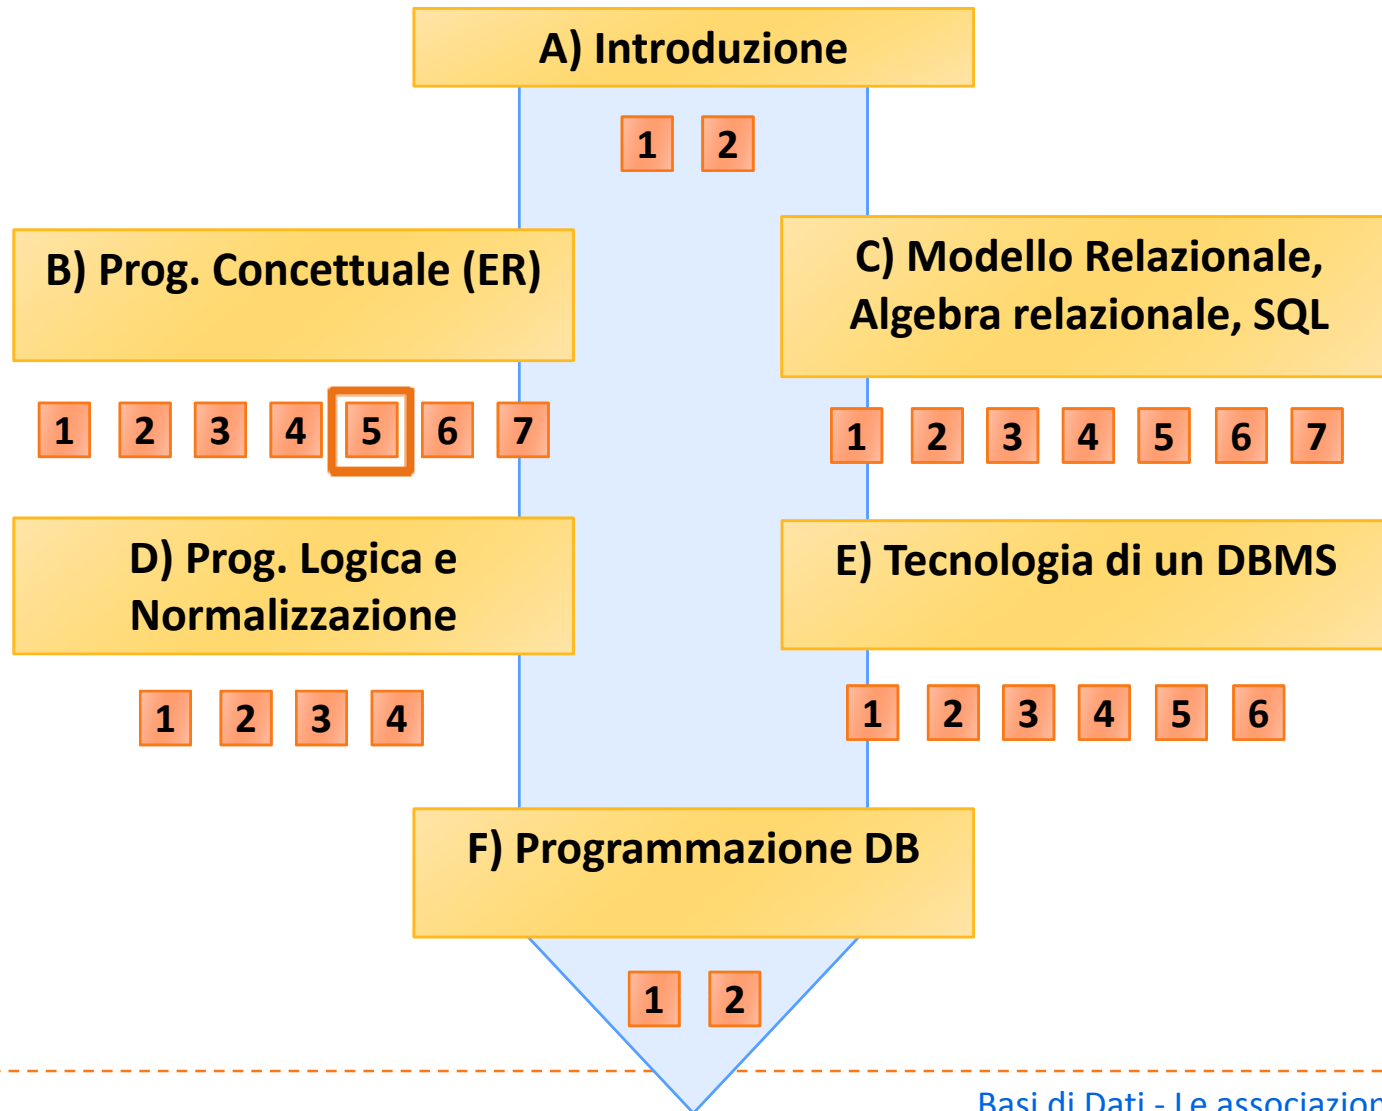 A) Introduzione
1 2
B) Prog. Concettuale (ER)
C) Modello Relazionale,
Algebra relazionale, SQL
1 2 3 4 5 6 7
1 2 3 4 5 6 7
D) Prog. Logica e
Normalizzazione
E) Tecnologia di un DBMS
1 2 3 4
1 2 3 4 5 6
F) Programmazione DB
1 2
Basi di Dati - Le associazion